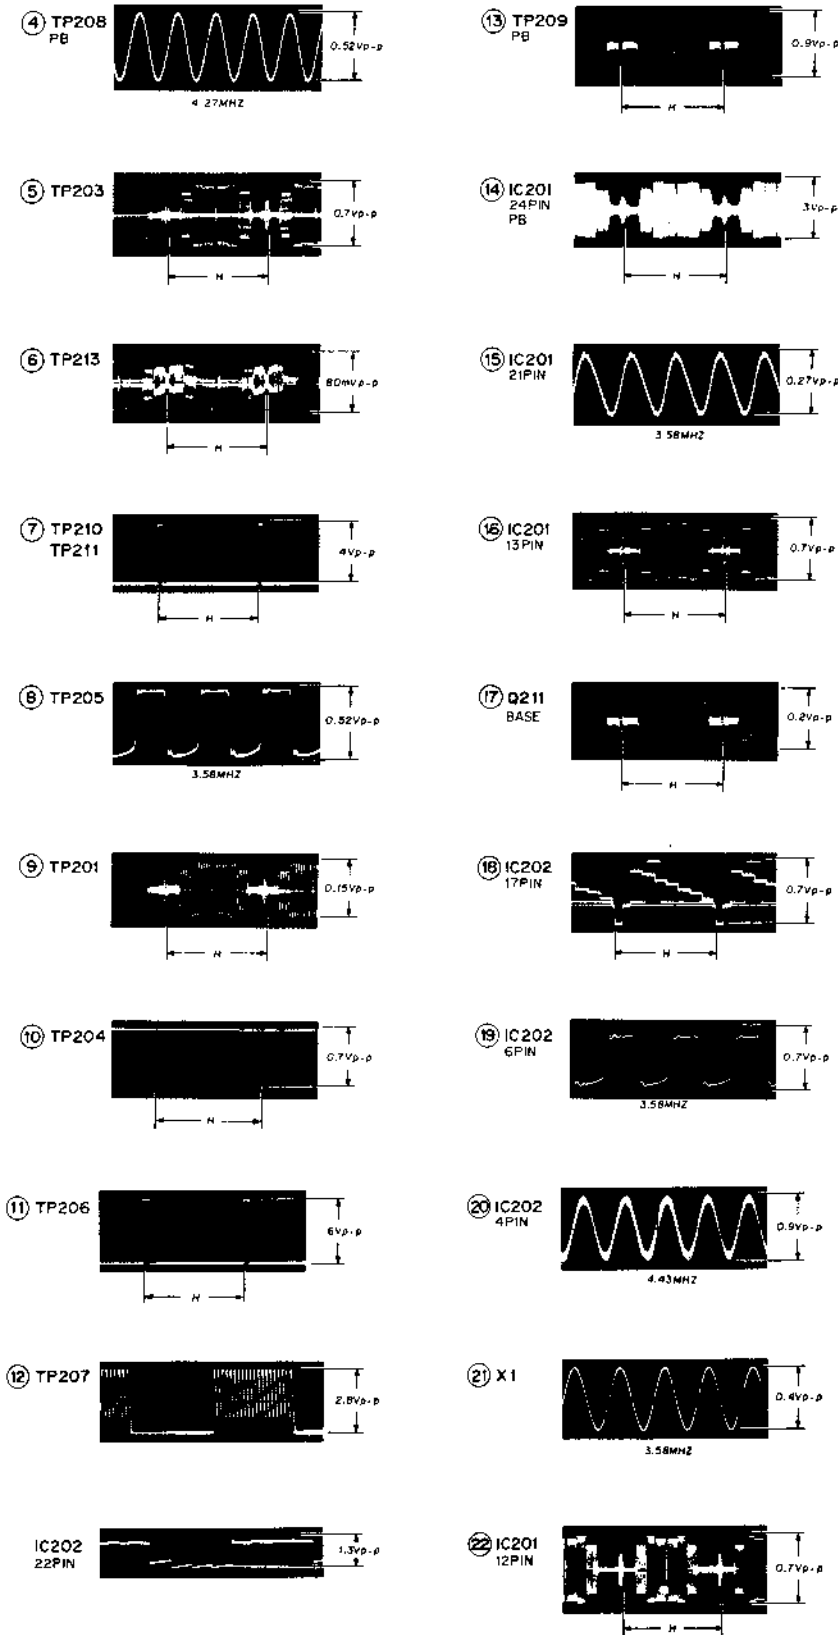 4 TP208
PB
0.52Vp-p
4.27MHZ
5 TP203
0.7Vp-p
H
6 TP213
80mVp-p
H
7 TP210
TP211
4Vp-p
H
8 TP205
0.52Vp-p
3.58MHZ
9 TP201
0.15Vp-p
H
10 TP204
0.7Vp-p
H
11 TP206
6Vp-p
H
12 TP207
2.8Vp-p
IC202
22PIN
1.3Vp-p
13 TP209
PB
0.9Vp-p
H
14 IC201
24PIN
PB
3Vp-p
H
15 IC201
21PIN
0.27Vp-p
3.58MHZ
16 IC201
13PIN
0.7Vp-p
H
17 Q211
BASE
0.2Vp-p
H
18 IC202
17PIN
0.7Vp-p
H
19 IC202
6PIN
0.7Vp-p
3.58MHZ
20 IC202
4PIN
0.9Vp-p
4.43MHZ
21 X1
0.4Vp-p
3.58MHZ
22 IC201
12PIN
0.7Vp-p
H